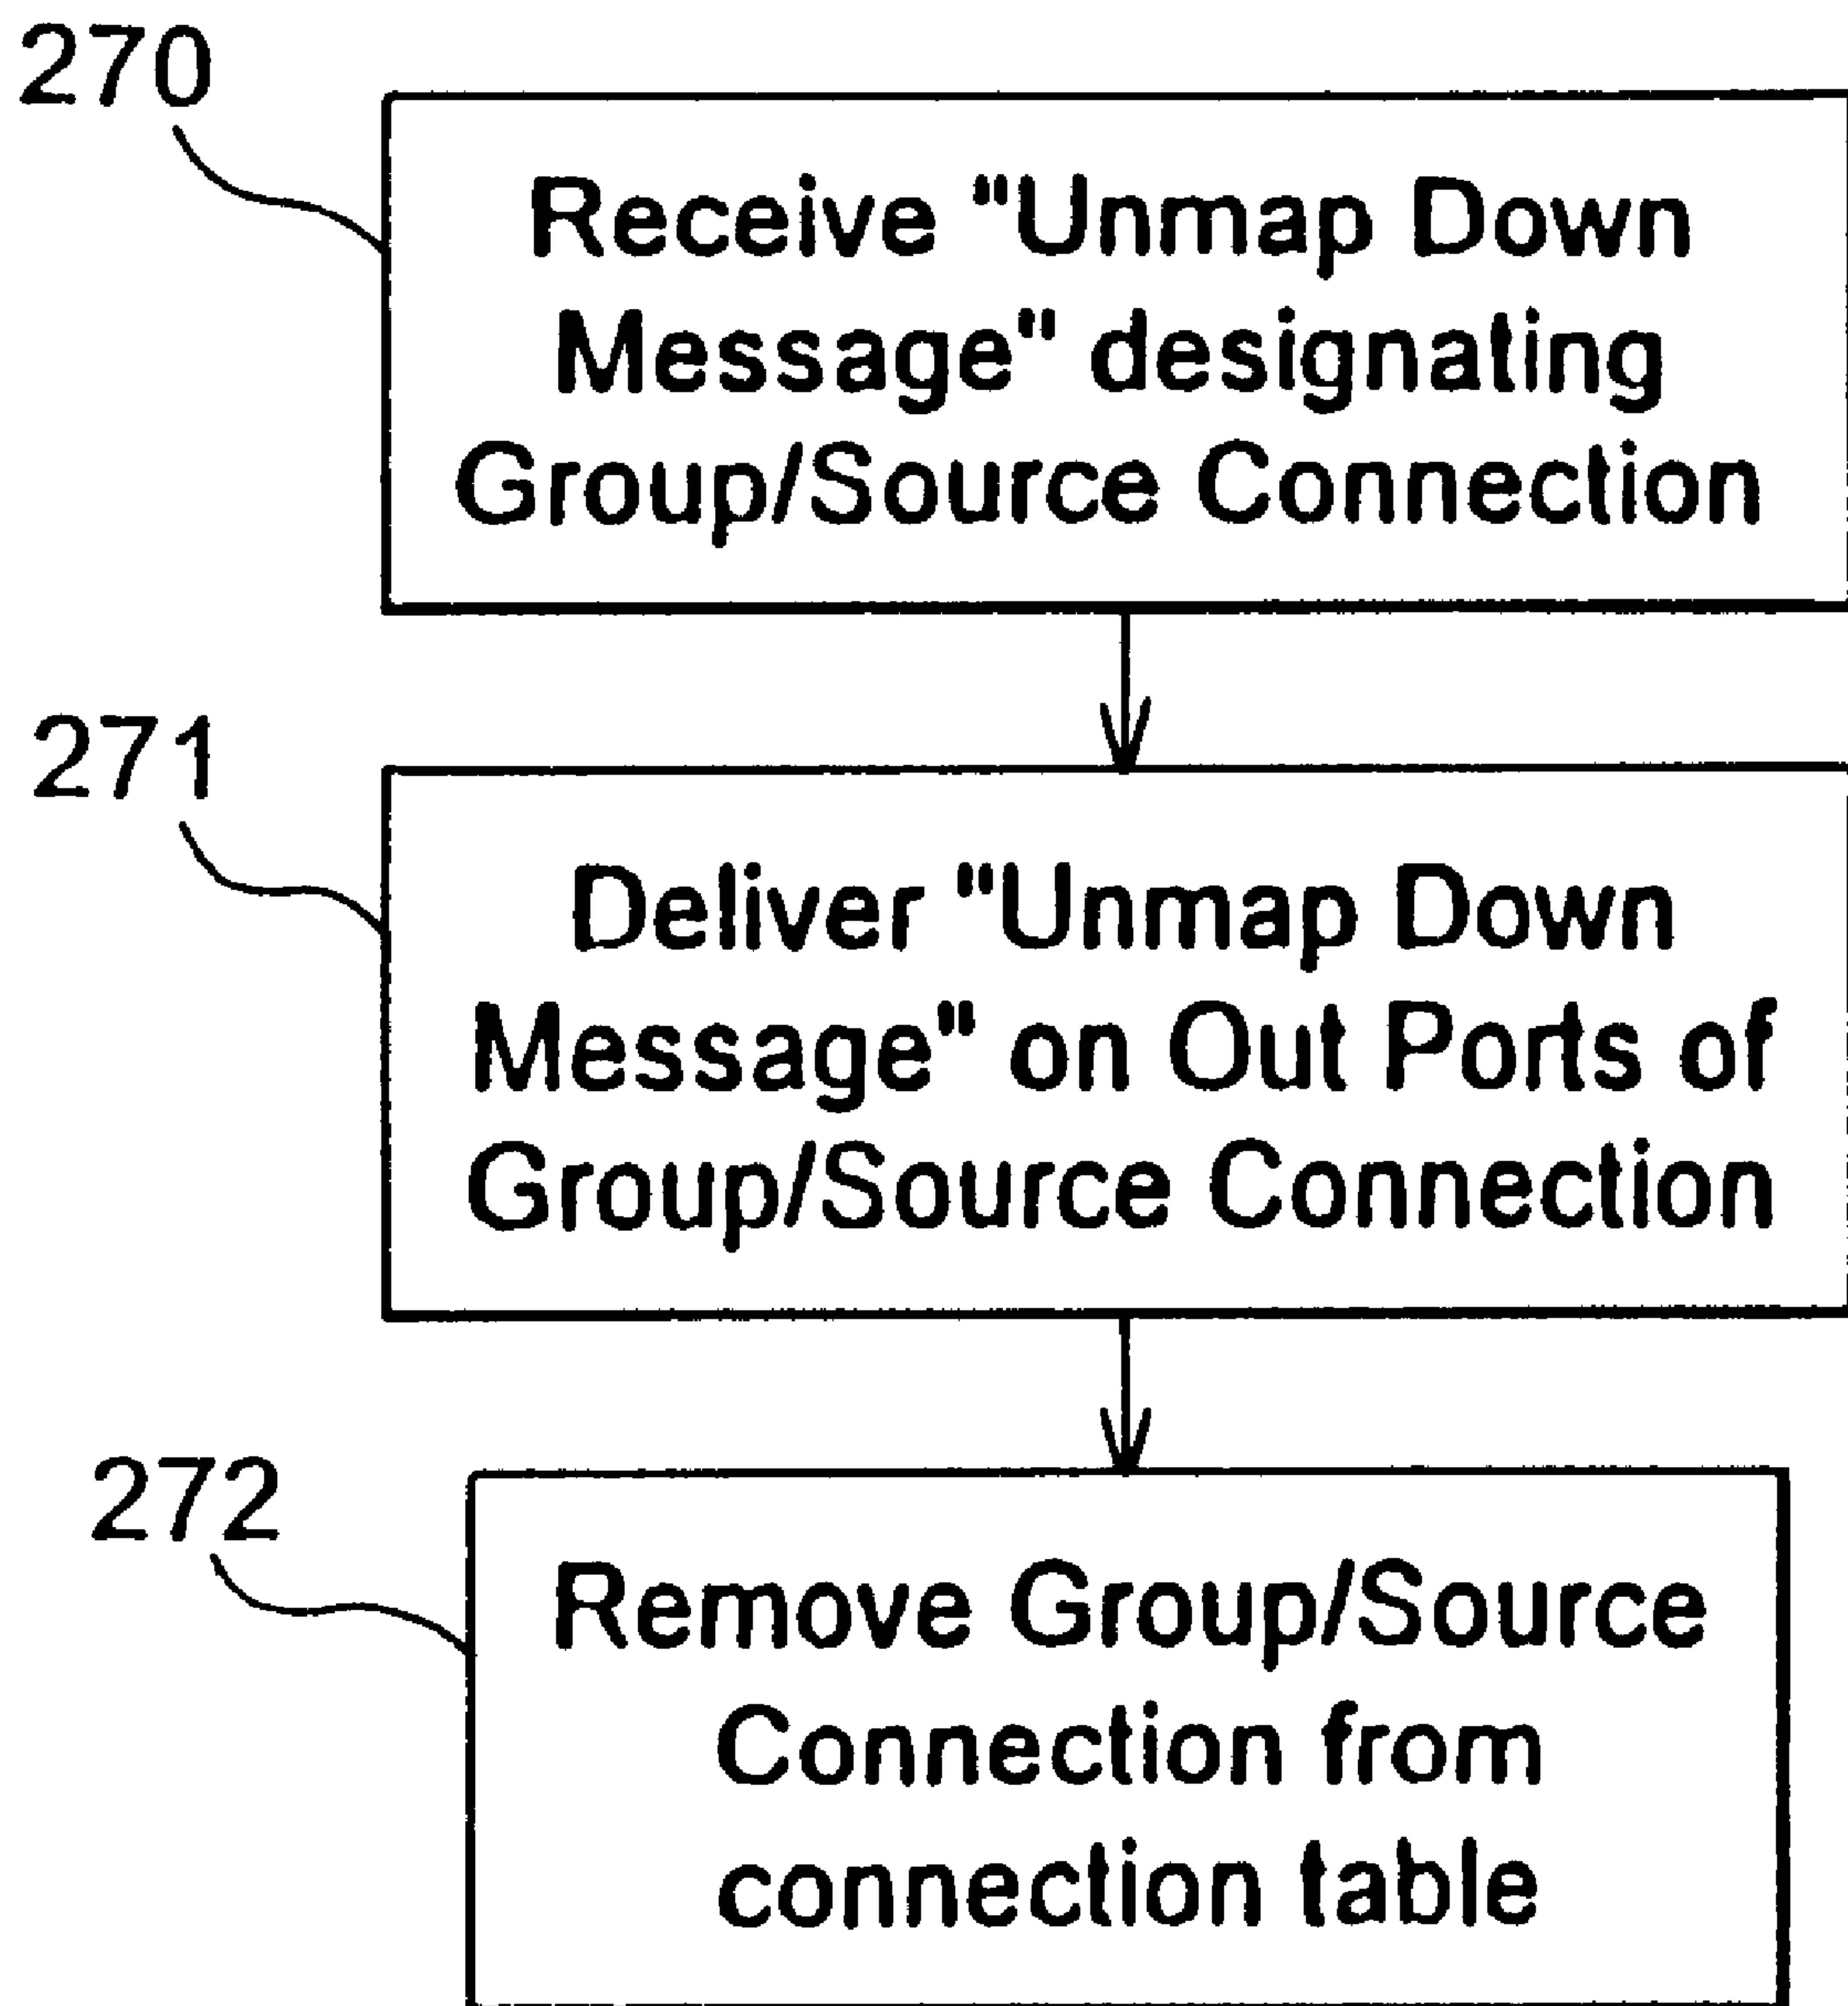 270
Receive "Unmap Down
Message" designating
Group/Source Connection
271
Deliver "Unmap Down
Message" on Out Ports of
Group/Source Connection
272
Remove Group/Source
Connection from
connection table